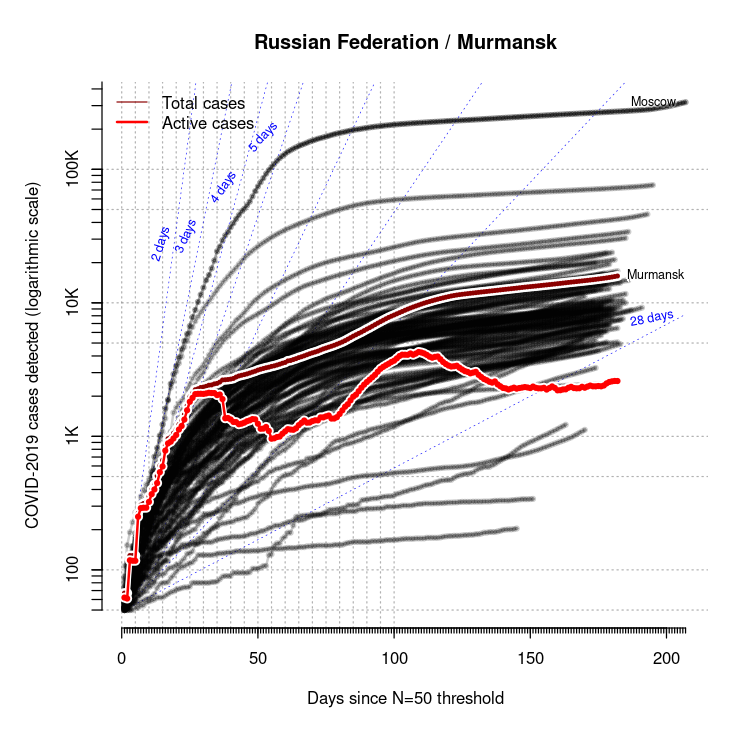 Russian Federation / Murmansk
Total cases
Active cases
Moscow
2 days
3 days
4 days
5 days
Murmansk
28 days
COVID-2019 cases detected (logarithmic scale)
100K
10K
1K
100
0
50
100
150
200
Days since N=50 threshold